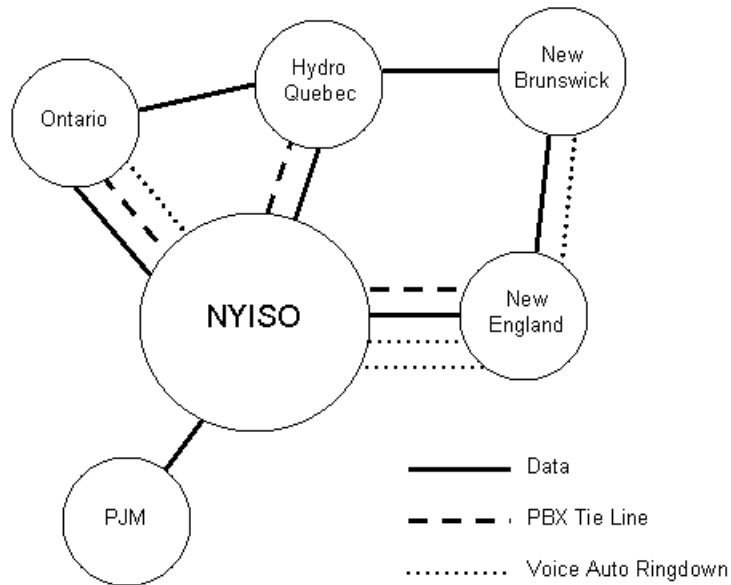 New
Brunswick
Hydro
Quebec
Ontario
NYISO
New
England
PJM
Data
PBX Tie Line
Voice Auto Ringdown